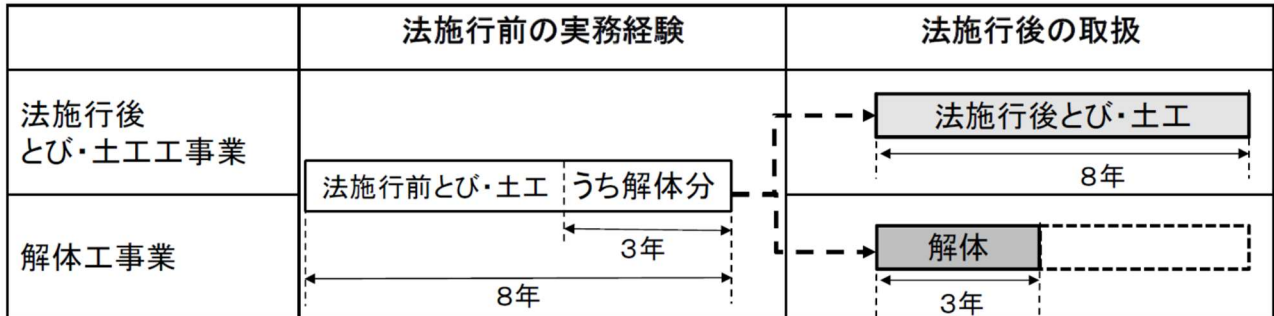 法施行前の実務経験
法施行後の取扱
法施行後
とび・土工工事業
法施行前とび・土工
うち解体分
3年
8年
法施行後とび・土工
8年
解体工事業
解体
3年